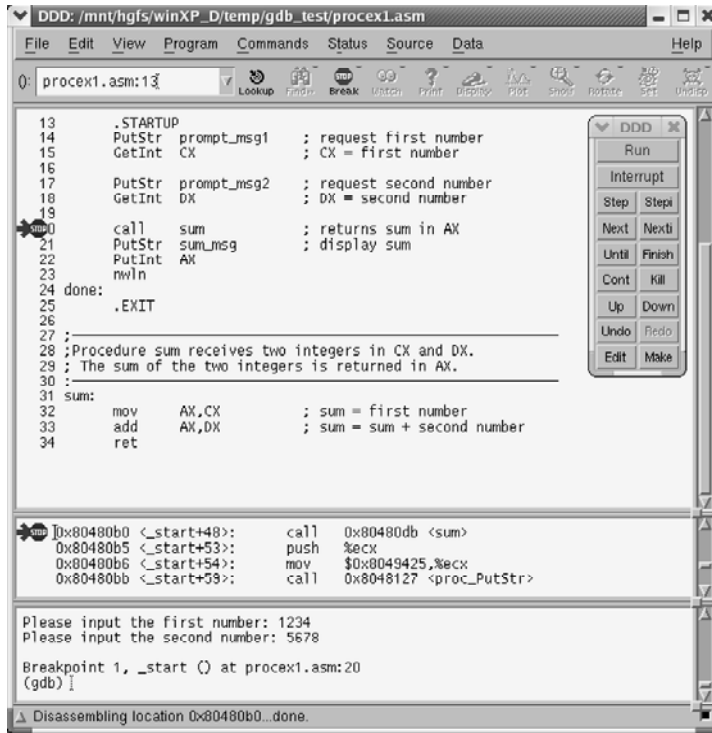 DDD: /mnt/hgfs/winXP_D/temp/gdb_test/procex1.asm
File Edit View Program Commands Status Source Data Help
(): procex1.asm:13
Lookup Find» Break Watch Print Display Plot Show Rotate Set Undisp
13 .STARTUP
14 PutStr prompt_msg1 ; request first number
15 GetInt CX ; CX = first number
16
17 PutStr prompt_msg2 ; request second number
18 GetInt DX ; DX = second number
19
STOP 0 call sum ; returns sum in AX
21 PutStr sum_msg ; display sum
22 PutInt AX
23 nwln
24 done:
25 .EXIT
26
27 ;
28 ;Procedure sum receives two integers in CX and DX.
29 ; The sum of the two integers is returned in AX.
30 ;
31 sum:
32 mov AX,CX ; sum = first number
33 add AX,DX ; sum = sum + second number
34 ret
DDD
Run
Interrupt
Step Stepi
Next Nexti
Until Finish
Cont Kill
Up Down
Undo Redo
Edit Make
STOP 0x80480b0 <_start+48>: call 0x80480db <sum>
0x80480b5 <_start+53>: push %ecx
0x80480b6 <_start+54>: mov $0x8049425,%ecx
0x80480bb <_start+59>: call 0x8048127 <proc_PutStr>
Please input the first number: 1234
Please input the second number: 5678
Breakpoint 1, _start () at procex1.asm:20
(gdb)
Disassembling location 0x80480b0...done.